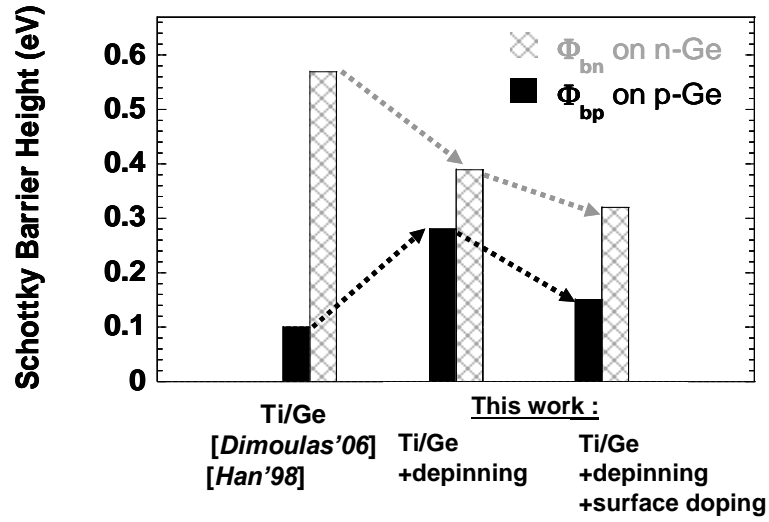 Schottky Barrier Height (eV)
0.6
0.5
0.4
0.3
0.2
0.1
0
Φbn on n-Ge
Φbp on p-Ge
Ti/Ge
[Dimoulas'06]
[Han'98]
This work :
Ti/Ge
+depinning
Ti/Ge
+depinning
+surface doping